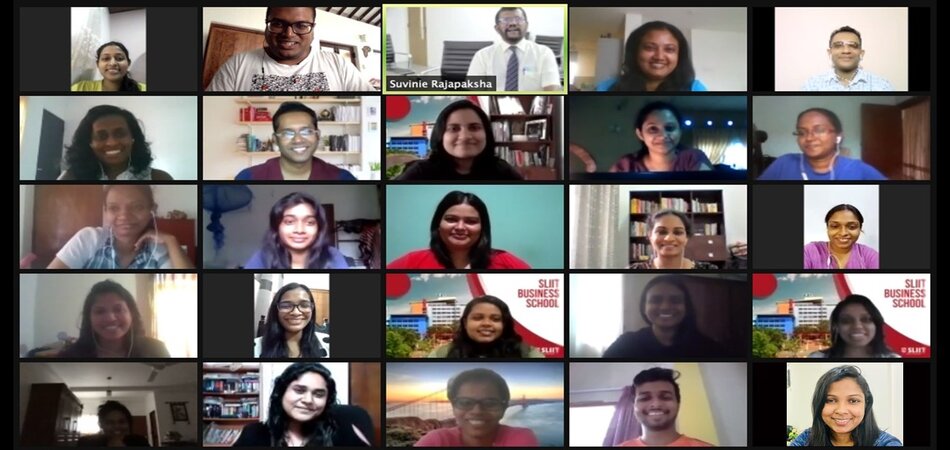 Suvinie Rajapaksha
SLIIT
BUSINESS
SCHOOL
SLIIT
SLIIT
BUSINESS
SCHOOL
SLIIT